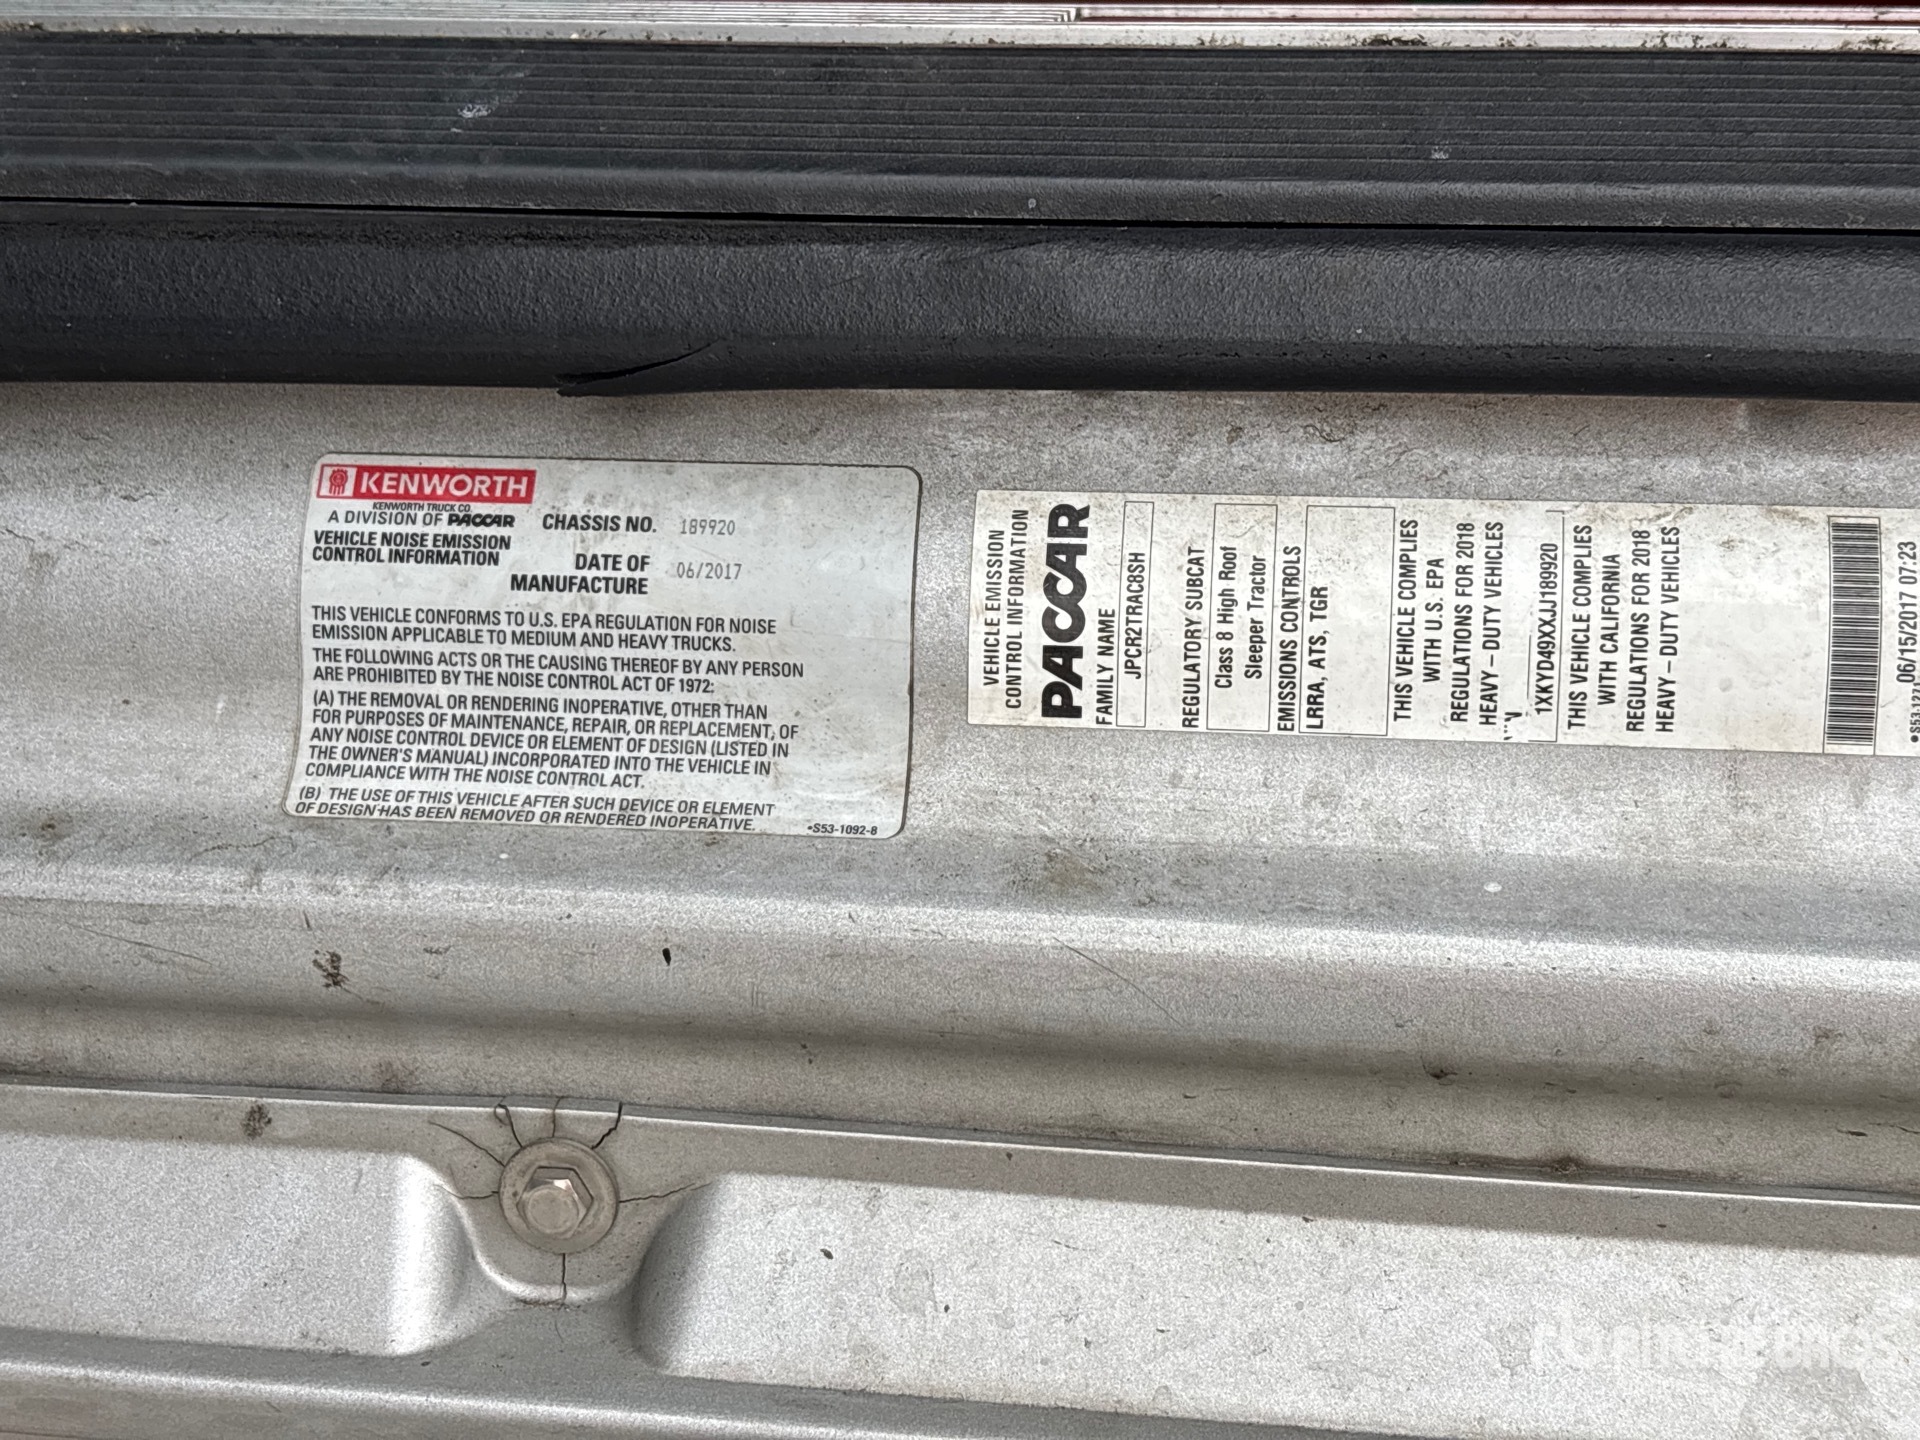 KENWORTH
KENWORTH TRUCK CO.
A DIVISION OF PACCAR
VEHICLE NOISE EMISSION
CONTROL INFORMATION
CHASSIS NO. 189920
DATE OF
MANUFACTURE 06/2017
THIS VEHICLE CONFORMS TO U.S. EPA REGULATION FOR NOISE
EMISSION APPLICABLE TO MEDIUM AND HEAVY TRUCKS.
THE FOLLOWING ACTS OR THE CAUSING THEREOF BY ANY PERSON
ARE PROHIBITED BY THE NOISE CONTROL ACT OF 1972:
(A) THE REMOVAL OR RENDERING INOPERATIVE, OTHER THAN
FOR PURPOSES OF MAINTENANCE, REPAIR, OR REPLACEMENT, OF
ANY NOISE CONTROL DEVICE OR ELEMENT OF DESIGN (LISTED IN
THE OWNER'S MANUAL) INCORPORATED INTO THE VEHICLE IN
COMPLIANCE WITH THE NOISE CONTROL ACT.
(B) THE USE OF THIS VEHICLE AFTER SUCH DEVICE OR ELEMENT
OF DESIGN HAS BEEN REMOVED OR RENDERED INOPERATIVE.
•S53-1092-8
VEHICLE EMISSION
CONTROL INFORMATION
PACCAR
FAMILY NAME
JPCR2TRAC8SH
REGULATORY SUBCAT
Class 8 High Roof
Sleeper Tractor
EMISSIONS CONTROLS
LRRA, ATS, TGR
THIS VEHICLE COMPLIES
WITH U.S. EPA
REGULATIONS FOR 2018
HEAVY-DUTY VEHICLES
1XKYD49XXJJ189920
THIS VEHICLE COMPLIES
WITH CALIFORNIA
REGULATIONS FOR 2018
HEAVY-DUTY VEHICLES
06/15/2017 07:23
•S53-1271